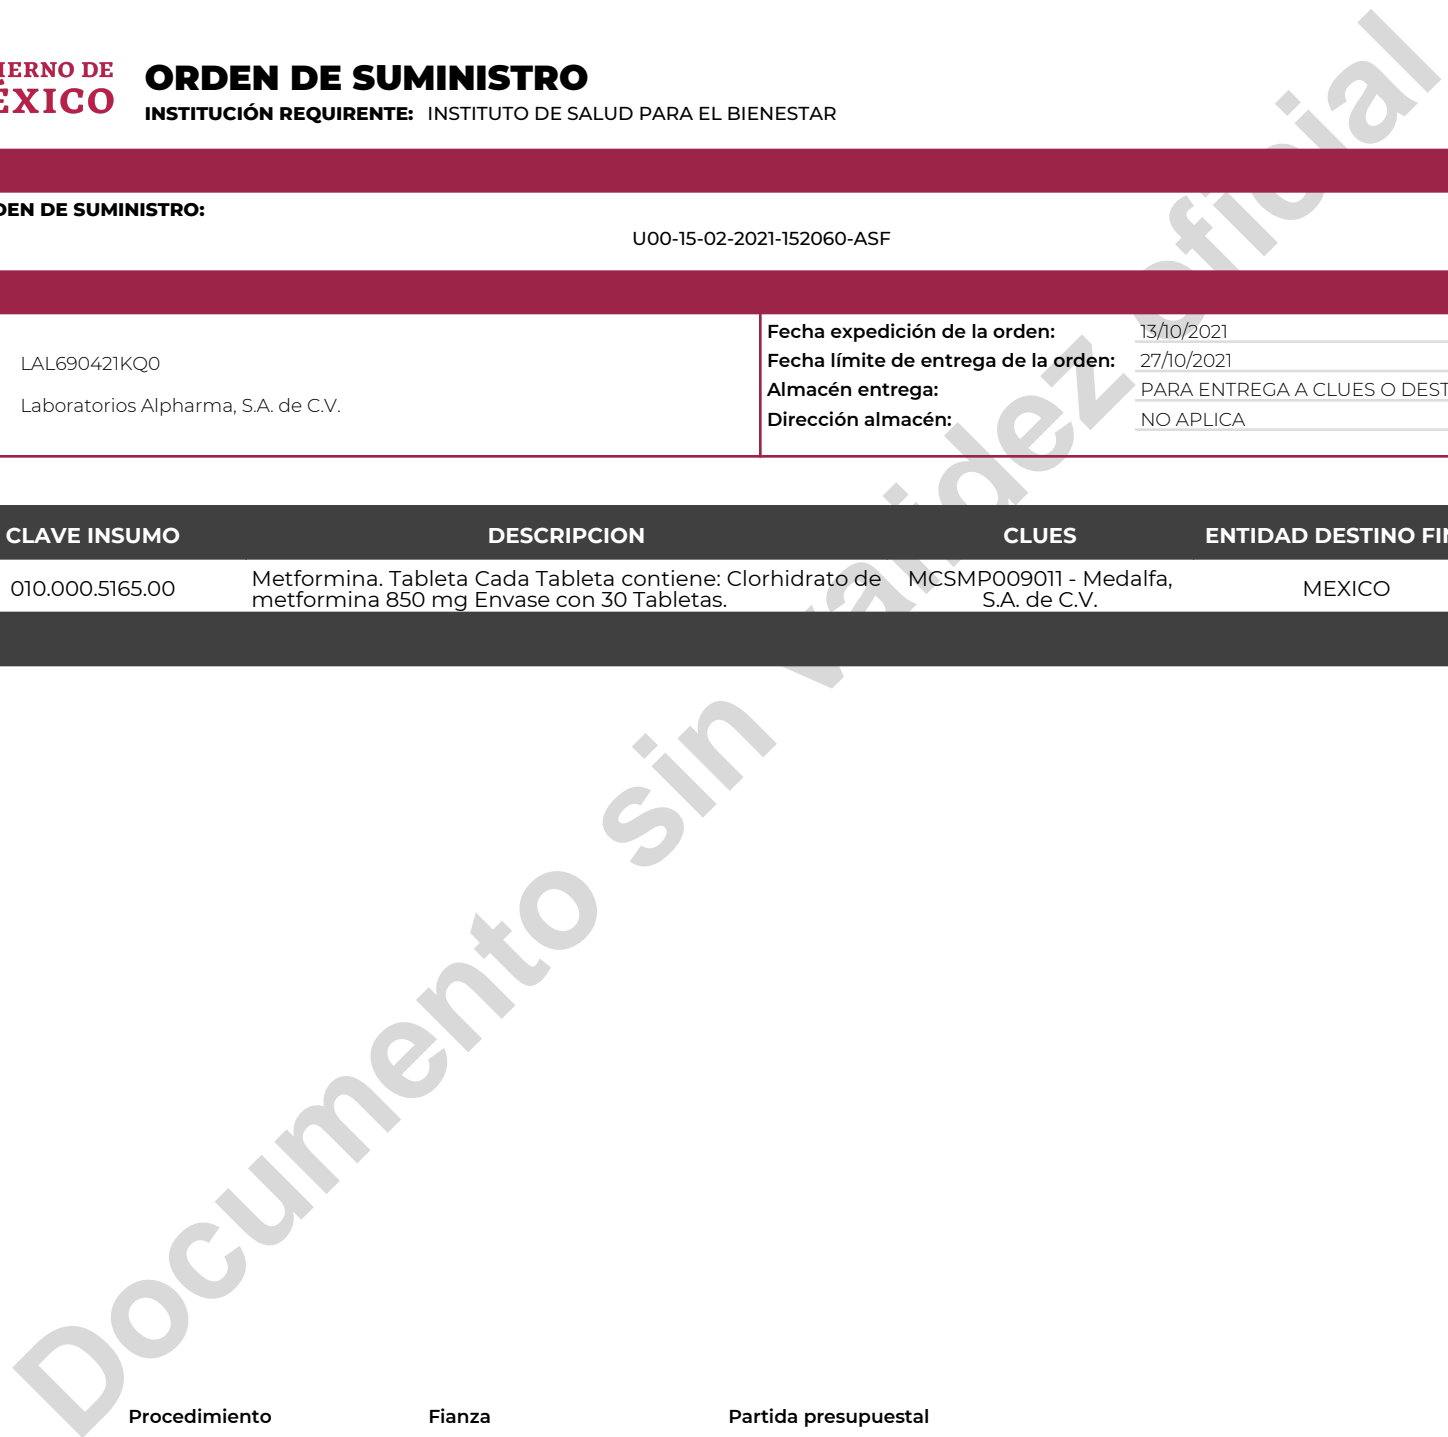 IERNO DE
ÉXICO
ORDEN DE SUMINISTRO
INSTITUCIÓN REQUIRENTE: INSTITUTO DE SALUD PARA EL BIENESTAR
DEN DE SUMINISTRO:
U00-15-02-2021-152060-ASF
LAL690421KQ0
Laboratorios Alpharma, S.A. de C.V.
Fecha expedición de la orden: 13/10/2021
Fecha límite de entrega de la orden: 27/10/2021
Almacén entrega: PARA ENTREGA A CLUES O DEST
Dirección almacén: NO APLICA
CLAVE INSUMO DESCRIPCION CLUES ENTIDAD DESTINO FIN
010.000.5165.00
Metformina. Tableta Cada Tableta contiene: Clorhidrato de
metformina 850 mg Envase con 30 Tabletas.
MCSMP009011 - Medalfa,
S.A. de C.V.
MEXICO
Documento sin validez oficial
Procedimiento Fianza Partida presupuestal